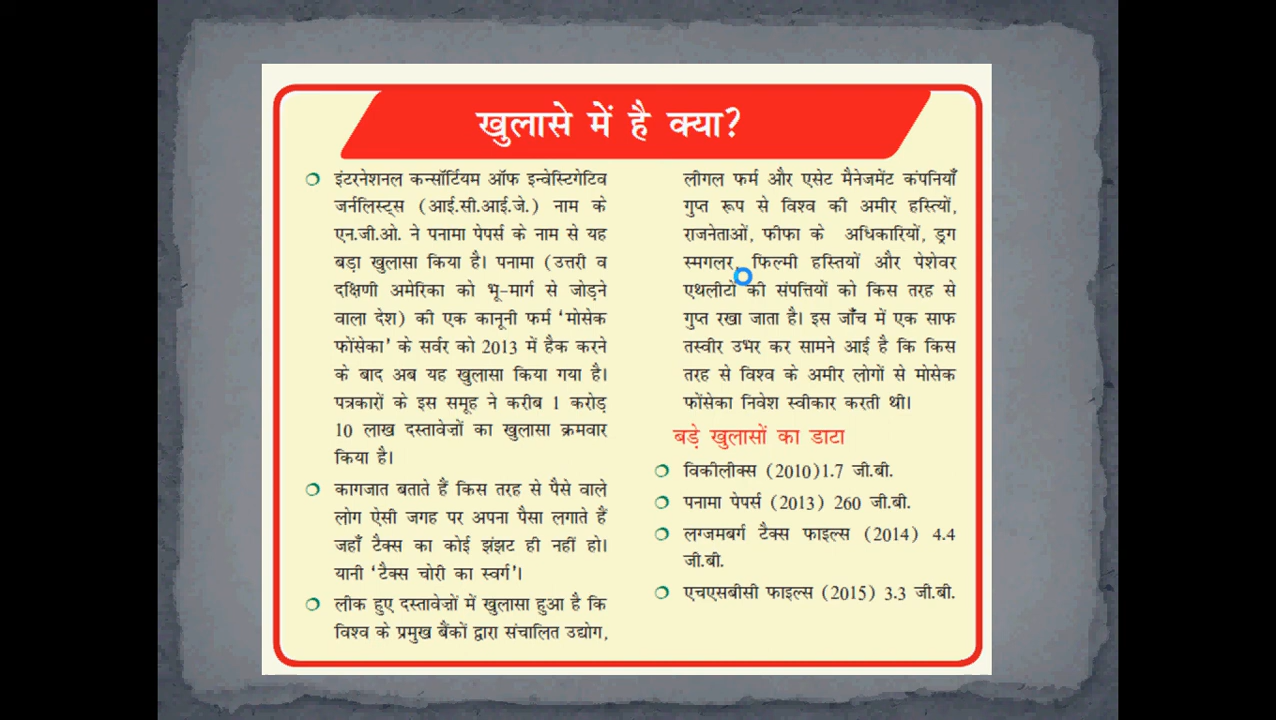 खुलासे में है क्या?
इंटरनेशनल कन्सॉर्टियम ऑफ इन्वेस्टिगेटिव
जर्नलिस्ट्स (आई.सी.आई.जे.) नाम के
एन.जी.ओ. ने पनामा पेपर्स के नाम से यह
बड़ा खुलासा किया है। पनामा (उत्तरी व
दक्षिणी अमेरिका को भू-मार्ग से जोड़ने
वाला देश) की एक कानूनी फर्म ‘मोसेक
फोंसेका’ के सर्वर को 2013 में हैक करने
के बाद अब यह खुलासा किया गया है।
पत्रकारों के इस समूह ने करीब 1 करोड़
10 लाख दस्तावेज़ों का खुलासा क्रमवार
किया है।
कागजात बताते हैं किस तरह से पैसे वाले
लोग ऐसी जगह पर अपना पैसा लगाते हैं
जहाँ टैक्स का कोई झंझट ही नहीं हो।
यानी ‘टैक्स चोरी का स्वर्ग’।
लीक हुए दस्तावेज़ों में खुलासा हुआ है कि
विश्व के प्रमुख बैंकों द्वारा संचालित उद्योग,
लीगल फर्म और एसेट मैनेजमेंट कंपनियाँ
गुप्त रूप से विश्व की अमीर हस्तियों,
राजनेताओं, फीफा के अधिकारियों, ड्रग
स्मगलर, फिल्मी हस्तियों और पेशेवर
एथलीटों की संपत्तियों को किस तरह से
गुप्त रखा जाता है। इस जाँच में एक साफ
तस्वीर उभर कर सामने आई है कि किस
तरह से विश्व के अमीर लोगों से मोसेक
फोंसेका निवेश स्वीकार करती थी।
बड़े खुलासों का डाटा
विकीलीक्स (2010)1.7 जी.बी.
पनामा पेपर्स (2013) 260 जी.बी.
लग्जमबर्ग टैक्स फाइल्स (2014) 4.4
जी.बी.
एचएसबीसी फाइल्स (2015) 3.3 जी.बी.